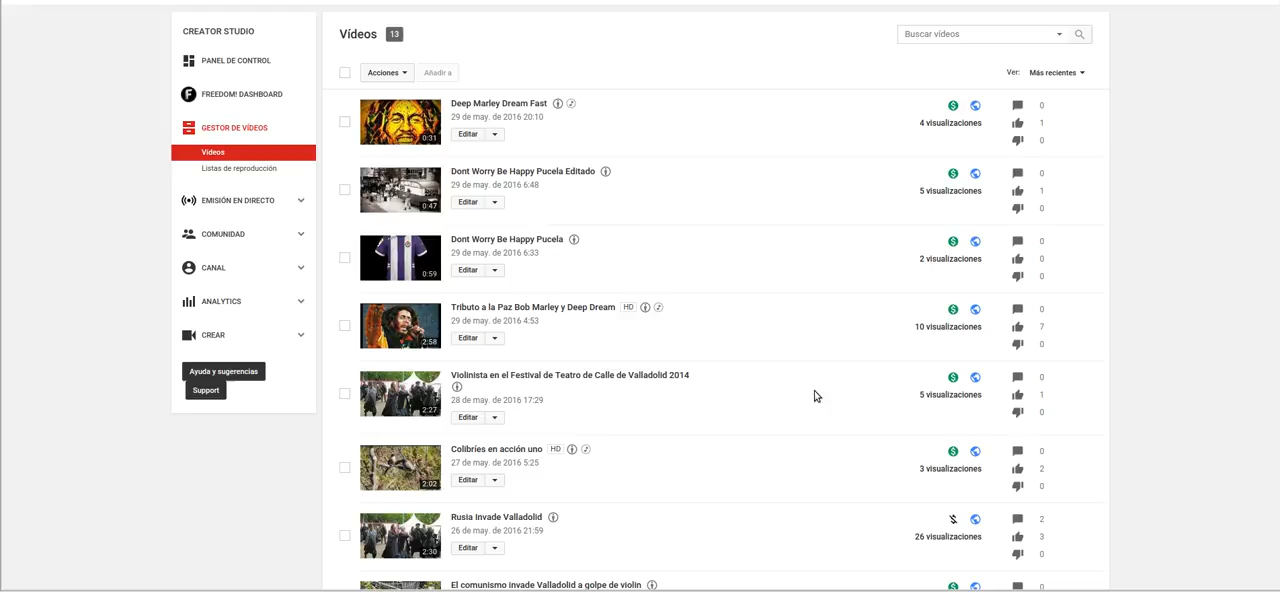 CREATOR STUDIO
PANEL DE CONTROL
FREEDOM! DASHBOARD
GESTOR DE VÍDEOS
Vídeos
Listas de reproducción
EMISIÓN EN DIRECTO
COMUNIDAD
CANAL
ANALYTICS
CREAR
Ayuda y sugerencias
Support
Vídeos 13
Buscar vídeos
Acciones Añadir a
Ver: Más recientes
Deep Marley Dream Fast
29 de may. de 2016 20:10
Editar
0:31
4 visualizaciones
0
1
0
Dont Worry Be Happy Pucela Editado
29 de may. de 2016 6:48
Editar
0:47
5 visualizaciones
0
1
0
Dont Worry Be Happy Pucela
29 de may. de 2016 6:33
Editar
0:59
2 visualizaciones
0
0
0
Tributo a la Paz Bob Marley y Deep Dream HD
29 de may. de 2016 4:53
Editar
2:58
10 visualizaciones
0
7
0
Violinista en el Festival de Teatro de Calle de Valladolid 2014
28 de may. de 2016 17:29
Editar
2:27
5 visualizaciones
0
1
0
Colibríes en acción uno HD
27 de may. de 2016 5:25
Editar
2:02
3 visualizaciones
0
2
0
Rusia Invade Valladolid
26 de may. de 2016 21:59
Editar
2:30
26 visualizaciones
2
3
0
El comunismo invade Valladolid a golpe de violin
0